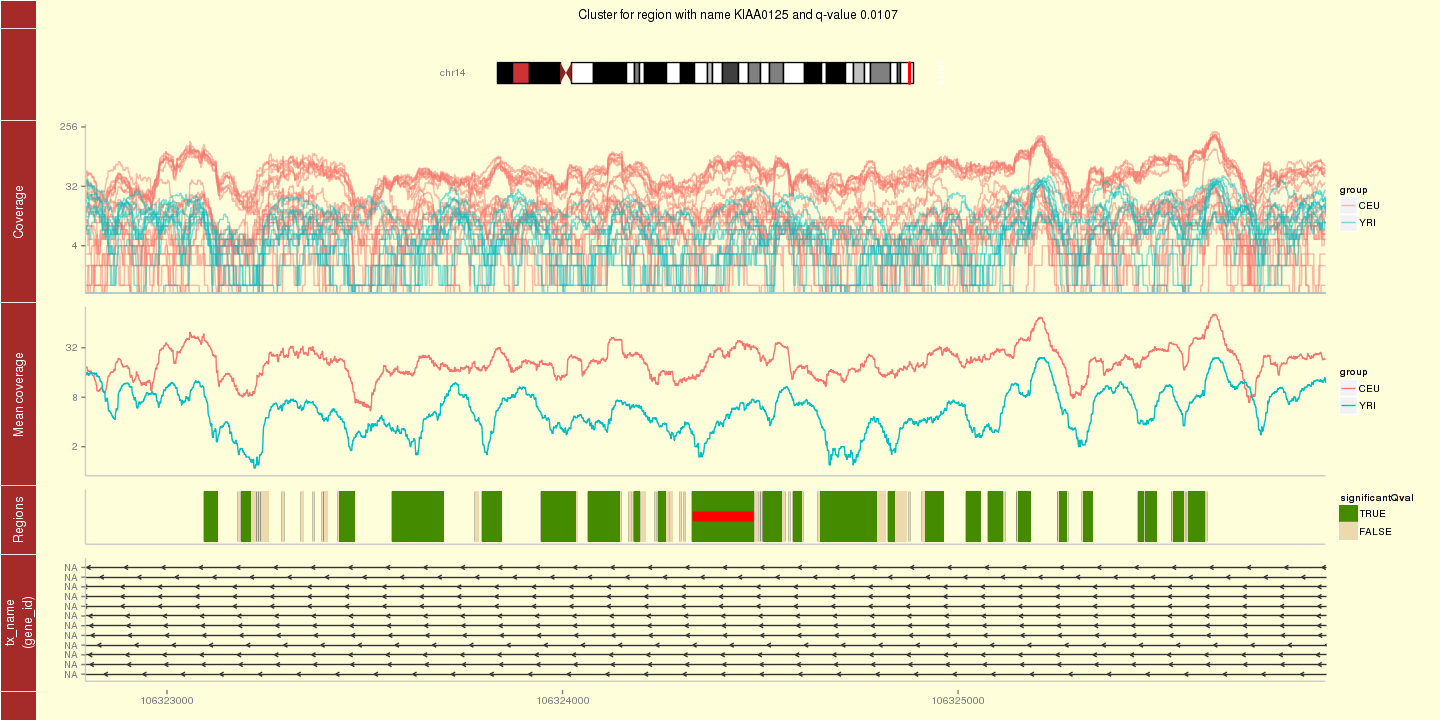 Cluster for region with name KIAA0125 and q-value 0.0107
chr14
Coverage
256
32
4
group
CEU
YRI
Mean coverage
32
8
2
group
CEU
YRI
Regions
significantQval
TRUE
FALSE
tx_name
(gene_id)
NA
NA
NA
NA
NA
NA
NA
NA
NA
NA
NA
NA
106323000
106324000
106325000